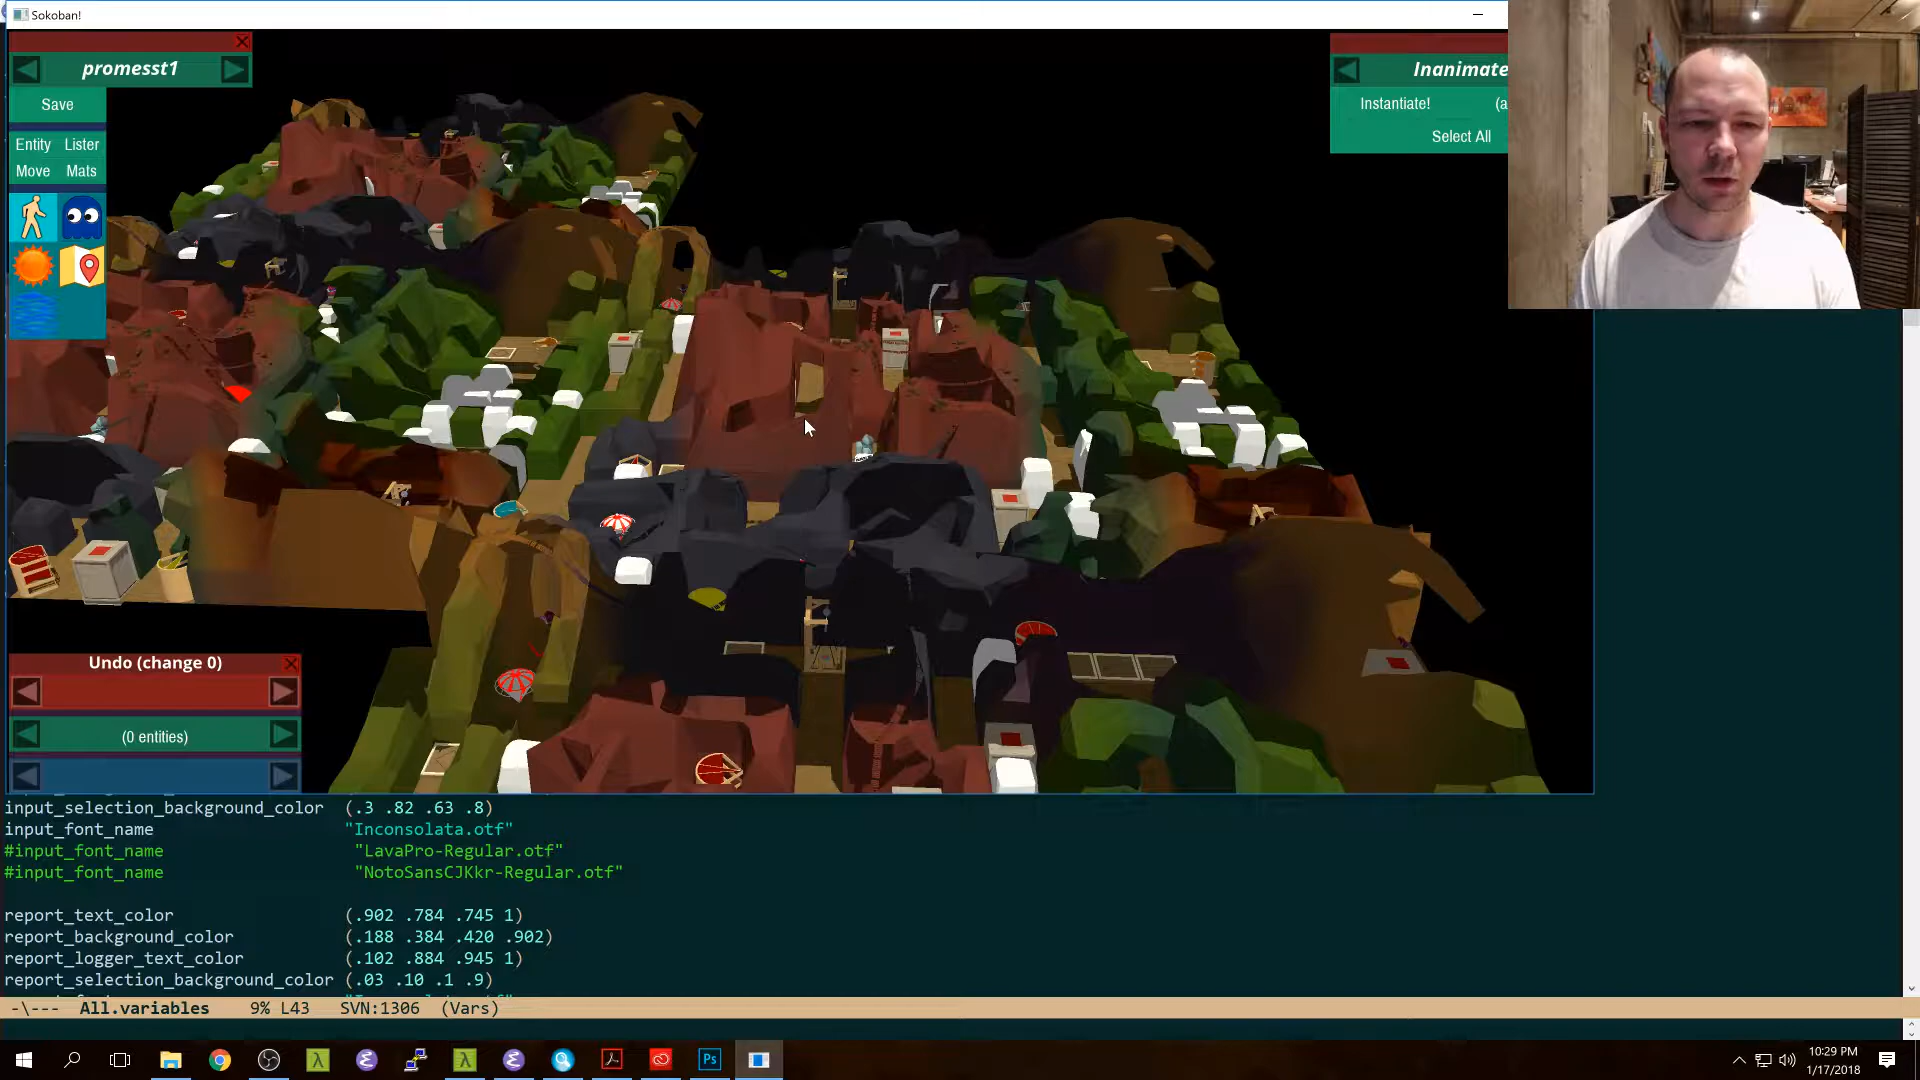 Sokoban!
promesst1
Save
Entity Lister
Move Mats
Inanimate
Instantiate! (a
Select All
Undo (change 0)
(0 entities)
input_selection_background_color (.3 .82 .63 .8)
input_font_name "Inconsolata.otf"
#input_font_name "LavaPro-Regular.otf"
#input_font_name "NotoSansCJKkr-Regular.otf"
report_text_color (.902 .784 .745 1)
report_background_color (.188 .384 .420 .902)
report_logger_text_color (.102 .884 .945 1)
report_selection_background_color (.03 .10 .1 .9)
-\--- All.variables 9% L43 SVN:1306 (Vars)
10:29 PM
1/17/2018